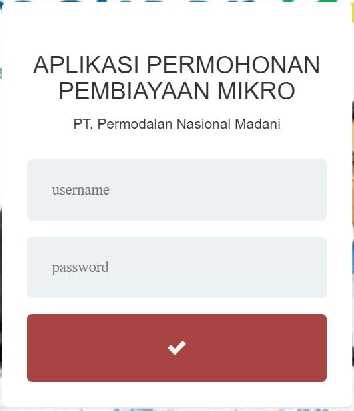 APLIKASI PERMOHONAN
PEMBIAYAAN MIKRO
PT. Permodalan Nasional Madani
username
password